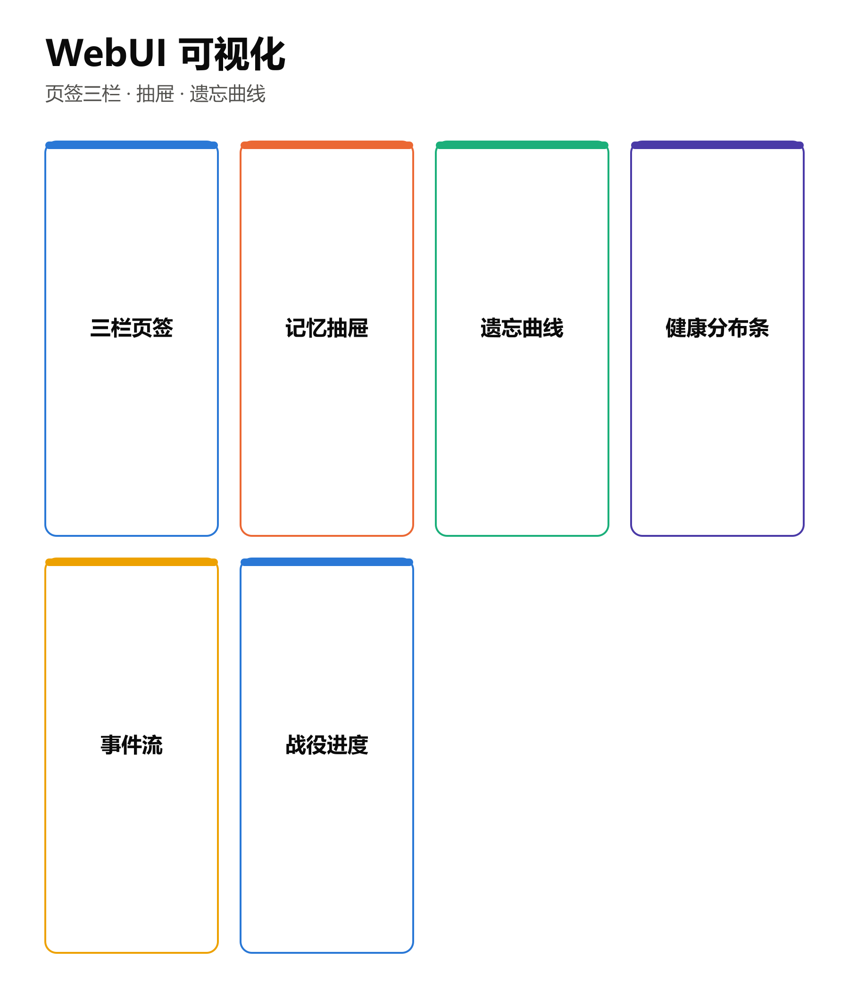 WebUI 可视化
页签三栏 · 抽屉 · 遗忘曲线
三栏页签
记忆抽屉
遗忘曲线
健康分布条
事件流
战役进度